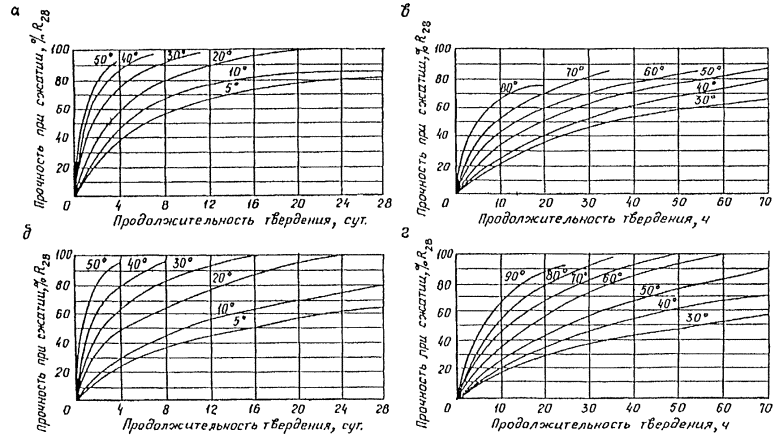 а
Прочность при сжатии, % R28
100
80
60
40
20
50° 40° 30° 20°
10°
5°
0 4 8 12 16 20 24 28
Продолжительность твердения, сут.
в
Прочность при сжатии, % R28
100
80
60
40
20
80° 70° 60° 50°
40°
30°
0 10 20 30 40 50 60 70
Продолжительность твердения, ч
б
Прочность при сжатии, % R28
100
80
60
40
20
50° 40° 30°
20°
10°
5°
0 4 8 12 16 20 24 28
Продолжительность твердения, сут.
г
Прочность при сжатии, % R28
100
80
60
40
20
90° 80° 70° 60°
50°
40°
30°
0 10 20 30 40 50 60 70
Продолжительность твердения, ч